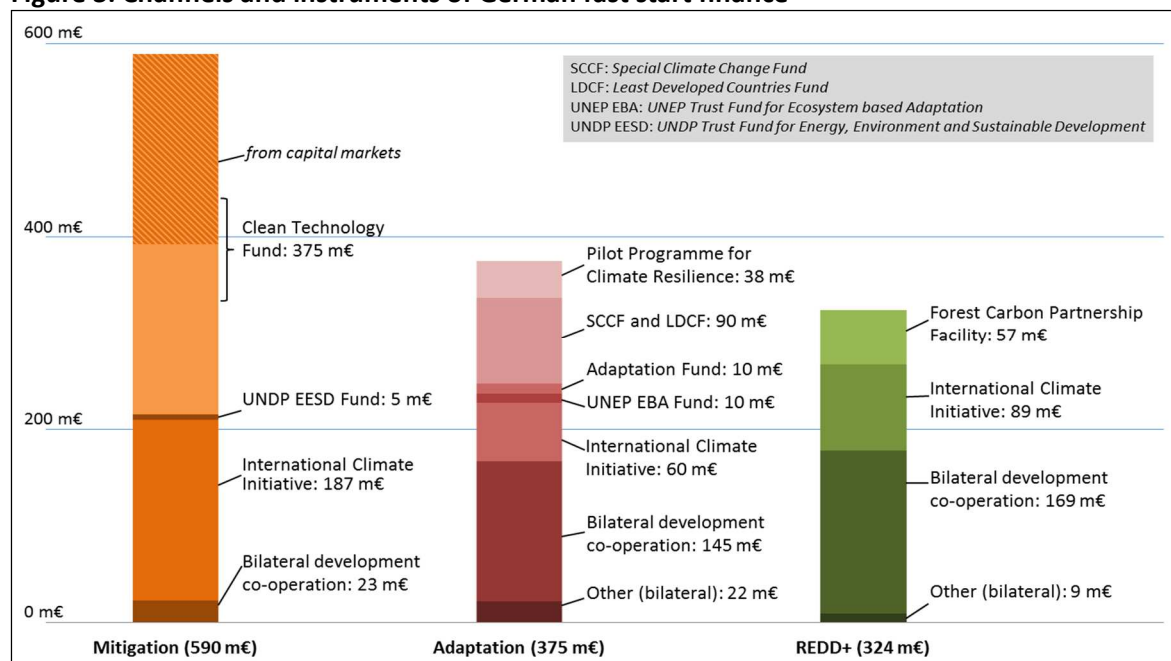 Figure 3: Channels and instruments of German fast start finance
600 m€
SCCF: Special Climate Change Fund
LDCF: Least Developed Countries Fund
UNEP EBA: UNEP Trust Fund for Ecosystem based Adaptation
UNDP EESD: UNDP Trust Fund for Energy, Environment and Sustainable Development
from capital markets
Clean Technology
Fund: 375 m€
400 m€
Pilot Programme for
Climate Resilience: 38 m€
SCCF and LDCF: 90 m€
Adaptation Fund: 10 m€
UNEP EBA Fund: 10 m€
Forest Carbon Partnership
Facility: 57 m€
International Climate
Initiative: 89 m€
UNDP EESD Fund: 5 m€
200 m€
International Climate
Initiative: 187 m€
International Climate
Initiative: 60 m€
Bilateral development
co-operation: 169 m€
Bilateral development
co-operation: 145 m€
Bilateral development
co-operation: 23 m€
Other (bilateral): 22 m€
Other (bilateral): 9 m€
0 m€
Mitigation (590 m€)
Adaptation (375 m€)
REDD+ (324 m€)